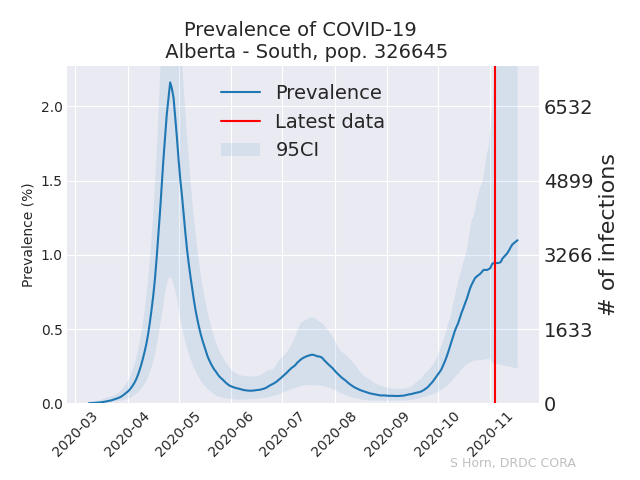 Prevalence of COVID-19
Alberta - South, pop. 326645
Prevalence
Latest data
95CI
2.0
1.5
1.0
0.5
0.0
Prevalence (%)
6532
4899
3266
1633
0
# of infections
2020-03
2020-04
2020-05
2020-06
2020-07
2020-08
2020-09
2020-10
2020-11
S Horn, DRDC CORA